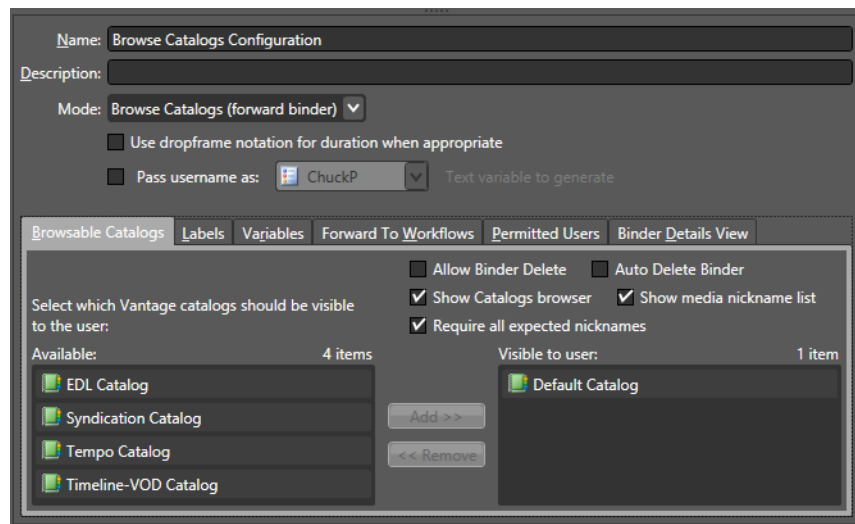 Name: Browse Catalogs Configuration
Description:
Mode: Browse Catalogs (forward binder)
Use dropframe notation for duration when appropriate
Pass username as: ChuckP Text variable to generate
Browsable Catalogs Labels Variables Forward To Workflows Permitted Users Binder Details View
Allow Binder Delete Auto Delete Binder
Select which Vantage catalogs should be visible
to the user:
Show Catalogs browser Show media nickname list
Require all expected nicknames
Available: 4 items Visible to user: 1 item
EDL Catalog Default Catalog
Syndication Catalog Add >>
Tempo Catalog << Remove
Timeline-VOD Catalog